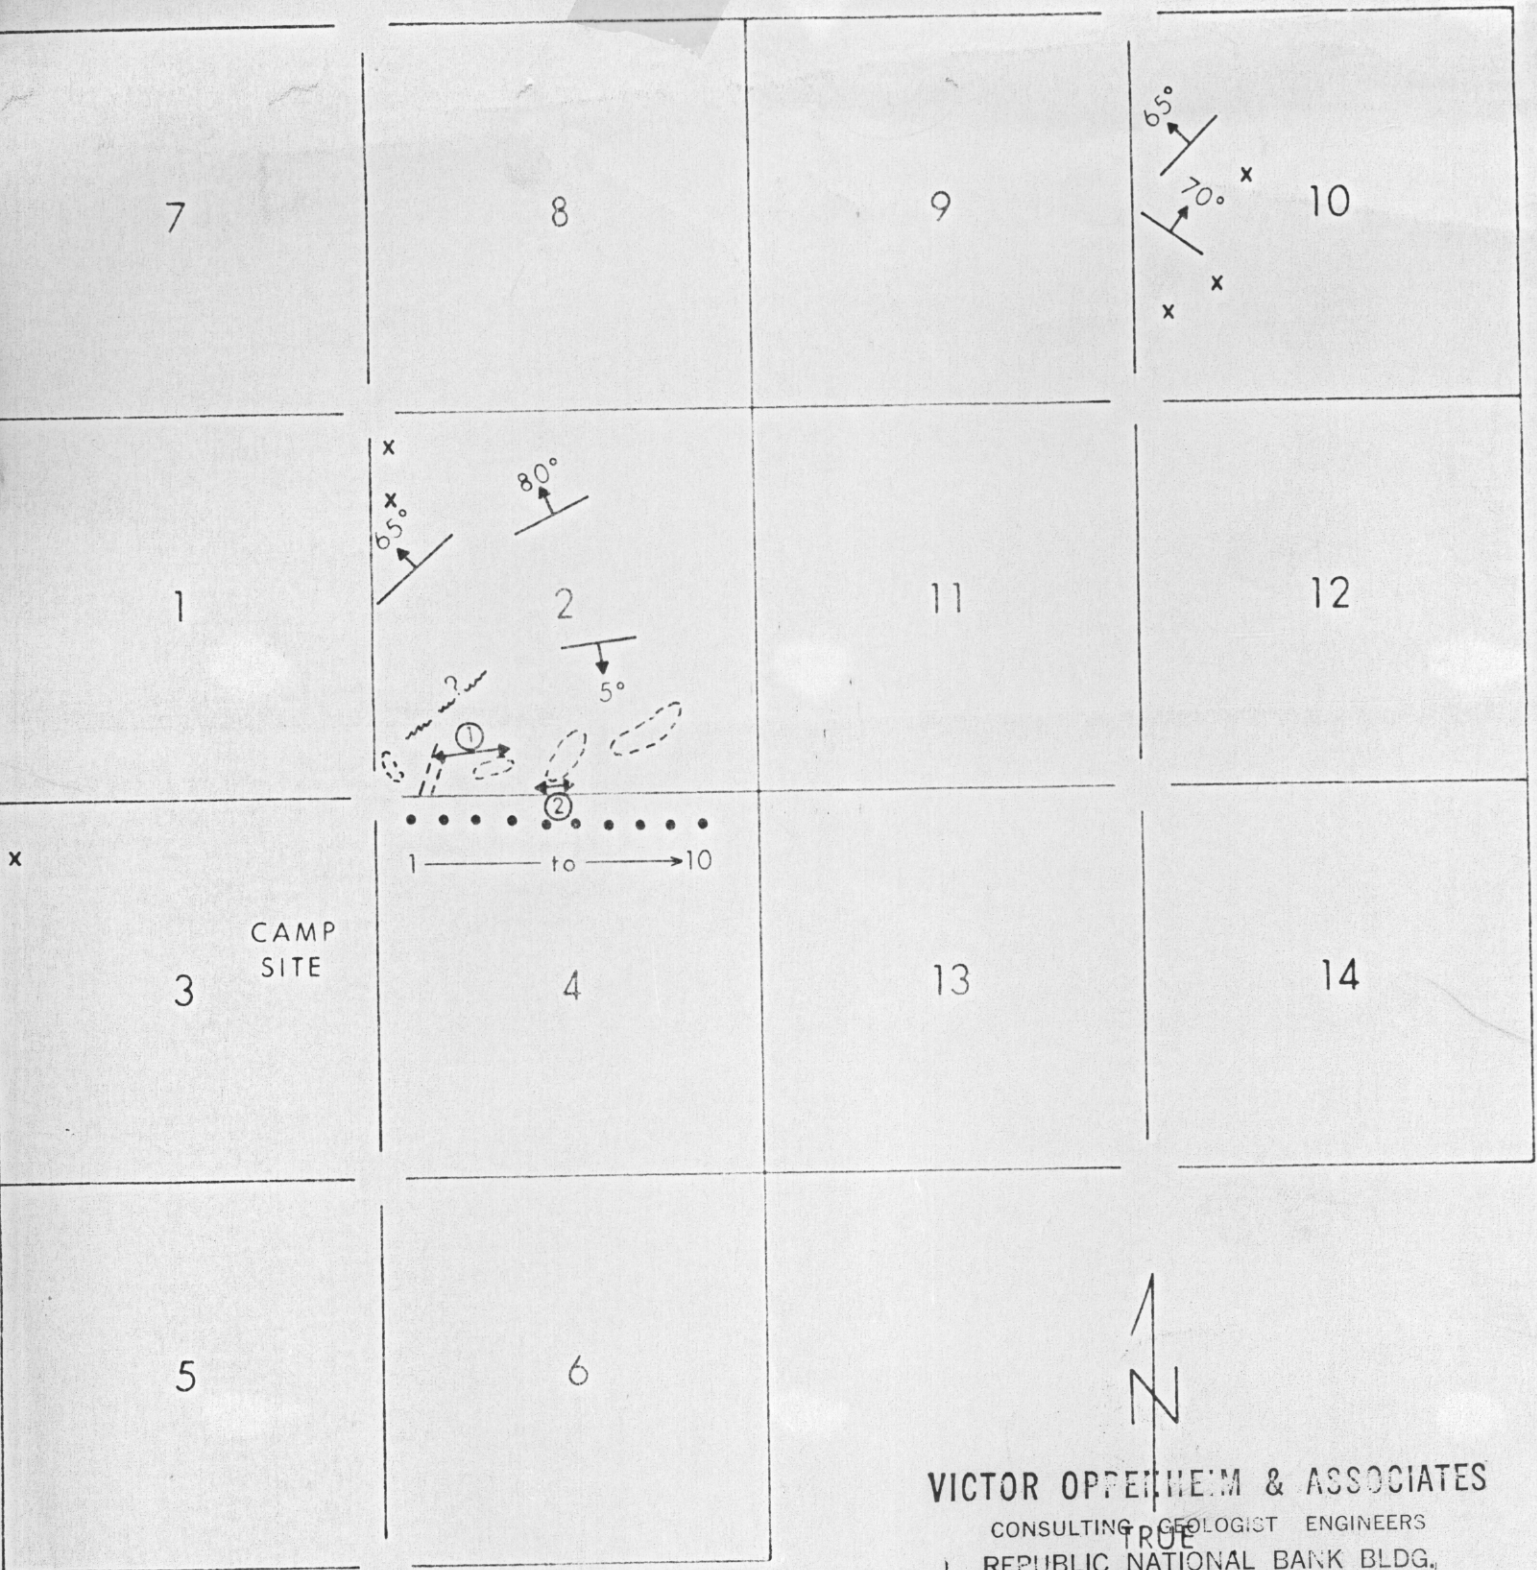 7
8
9
65°
x
70°
10
x
x
x
x
80°
65°
1
2
11
12
5°
?
1
2
1 to 10
x
CAMP
SITE
3
4
13
14
5
6
N
VICTOR OPPENHEIM & ASSOCIATES
CONSULTING GEOLOGIST ENGINEERS
TRUE
REPUBLIC NATIONAL BANK BLDG.,